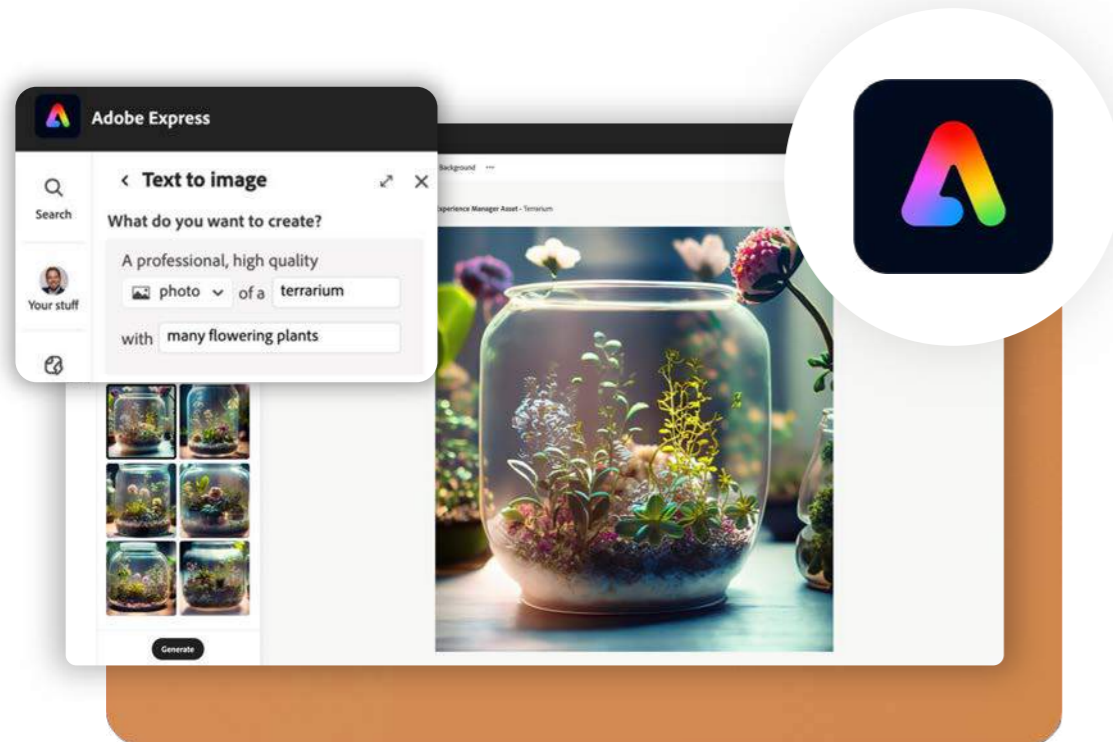 Adobe Express
Search
Your stuff
‹ Text to image
What do you want to create?
A professional, high quality
photo of a terrarium
with many flowering plants
Background ···
Experience Manager Asset - Terrarium
Generate